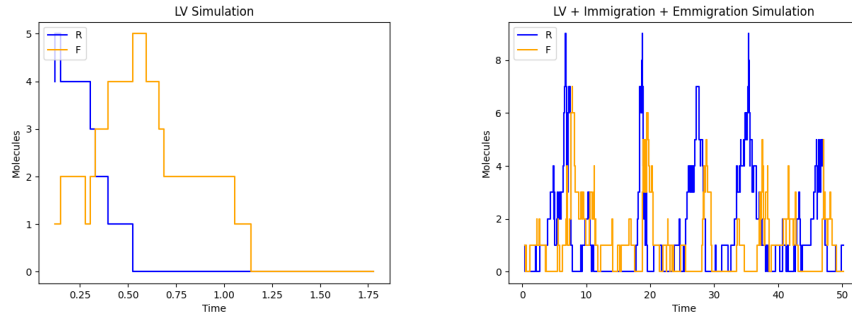 LV Simulation
R
F
Molecules
5
4
3
2
1
0
0.25 0.50 0.75 1.00 1.25 1.50 1.75
Time
LV + Immigration + Emmigration Simulation
R
F
Molecules
8
6
4
2
0
0 10 20 30 40 50
Time